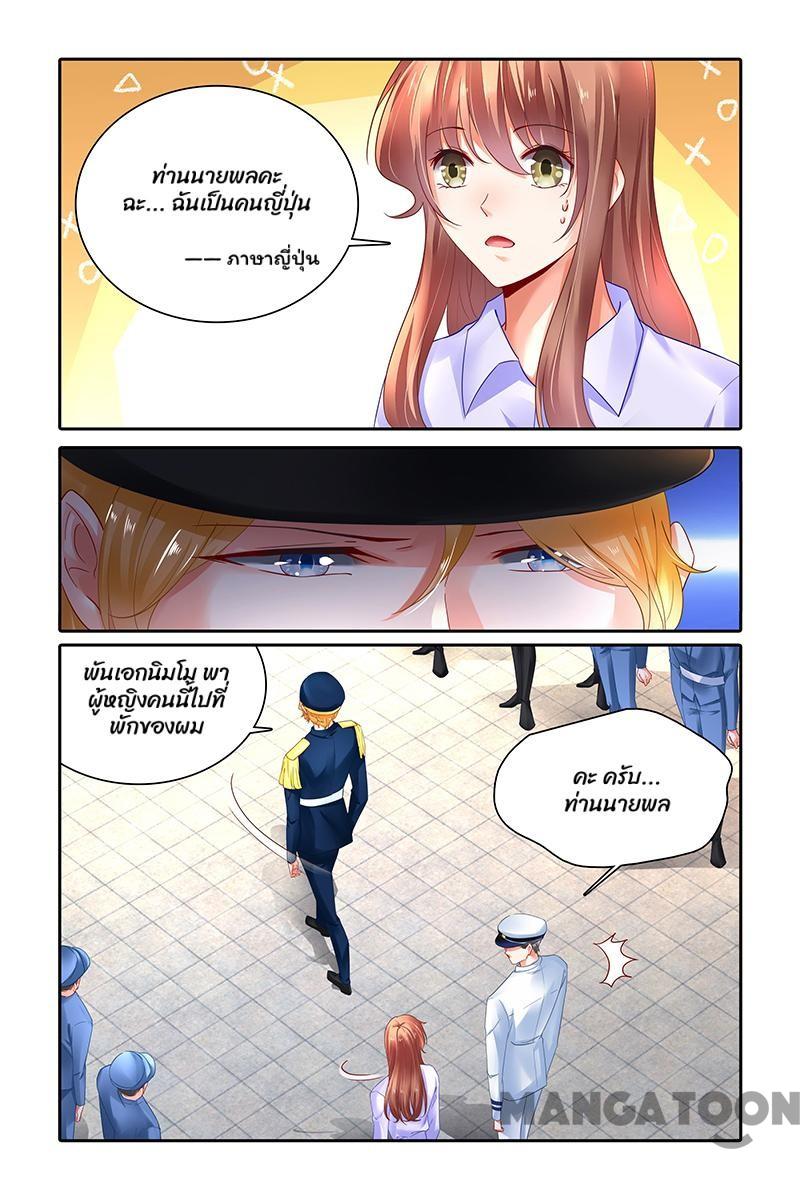 ท่านนายพลคะ
ฉะ... ฉันเป็นคนญี่ปุ่น
—— ภาษาญี่ปุ่น
พันเอกนิมโม พา
ผู้หญิงคนนี้ไปที่
พักของผม
คะ ครับ...
ท่านนายพล
MANGATOON